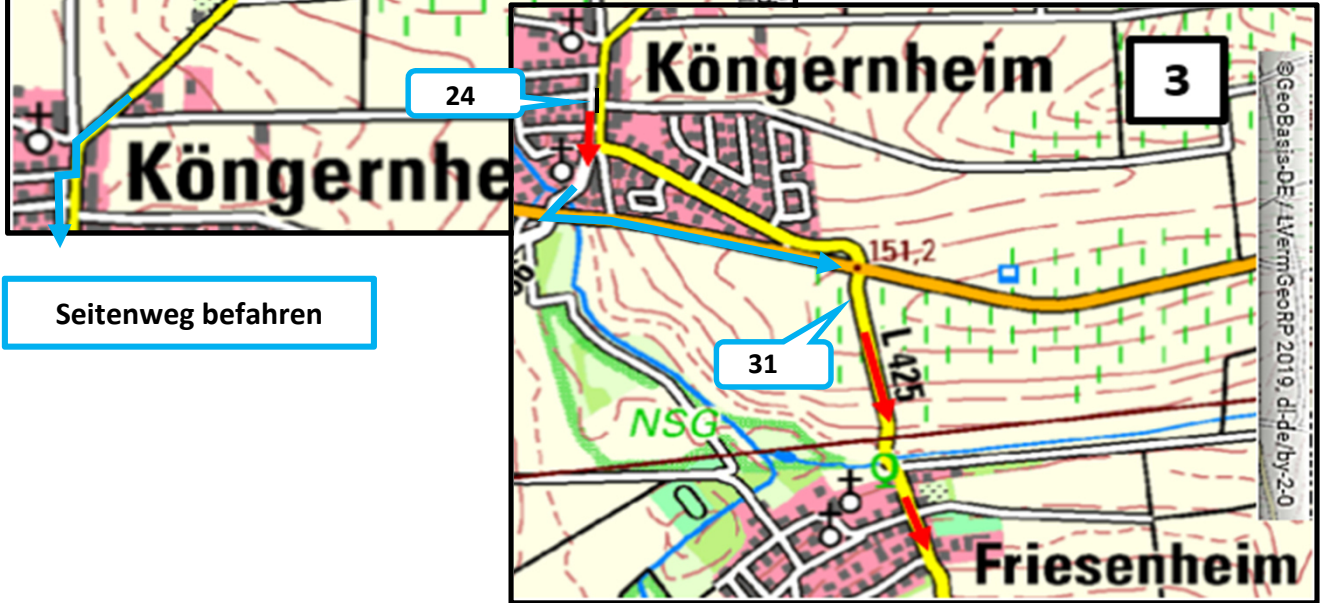 Köngernhe
Seitenweg befahren
Köngernheim
3
24
151,2
31
L 425
NSG
Friesenheim
©GeoBasis-DE / LVermGeoRP 2019, dl-de/by-2-0